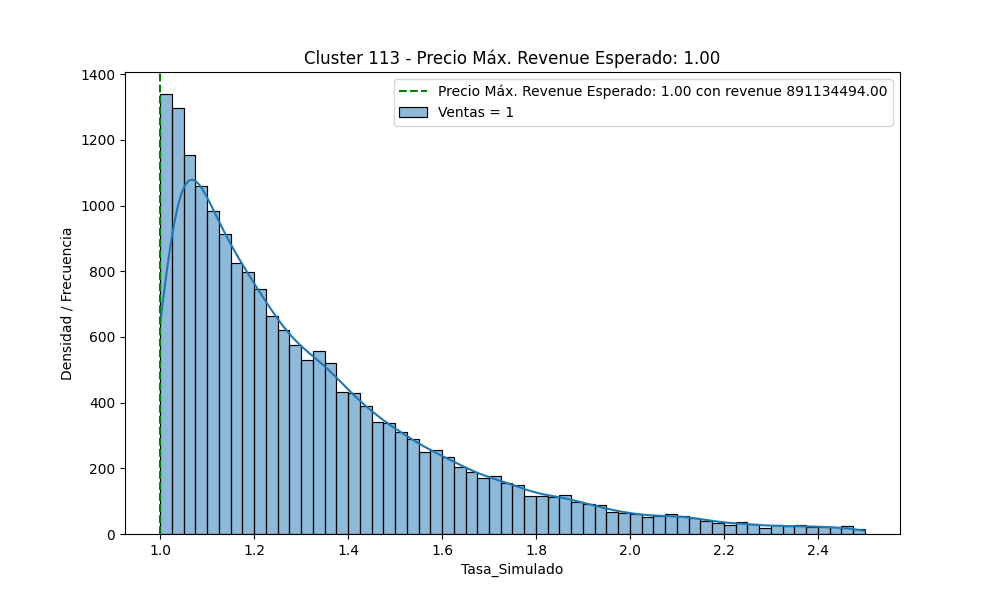 Cluster 113 - Precio Máx. Revenue Esperado: 1.00
Precio Máx. Revenue Esperado: 1.00 con revenue 891134494.00
Ventas = 1
Densidad / Frecuencia
1400
1200
1000
800
600
400
200
0
1.0 1.2 1.4 1.6 1.8 2.0 2.2 2.4
Tasa_Simulado